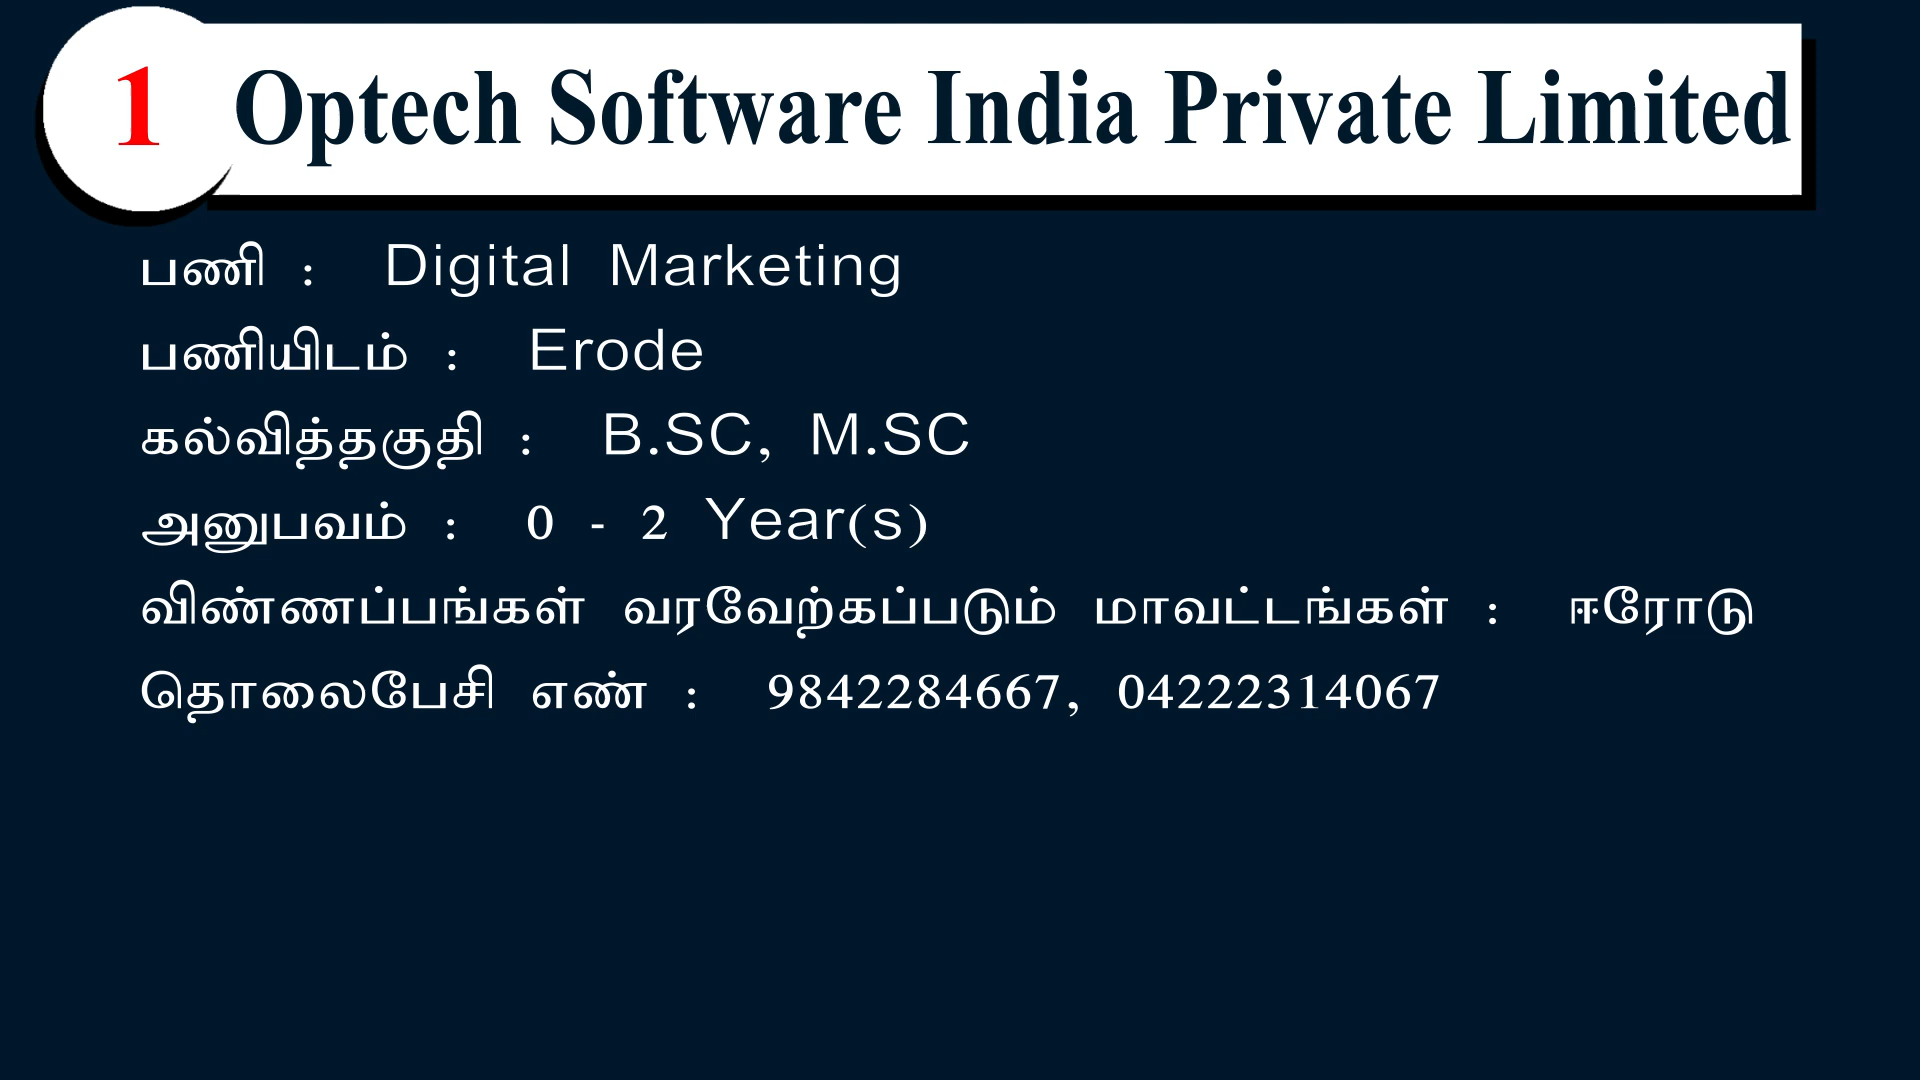 1 Optech Software India Private Limited
பணி : Digital Marketing
பணியிடம் : Erode
கல்வித்தகுதி : B.SC, M.SC
அனுபவம் : 0 - 2 Year(s)
விண்ணப்பங்கள் வரவேற்கப்படும் மாவட்டங்கள் : ஈரோடு
தொலைபேசி எண் : 9842284667, 04222314067